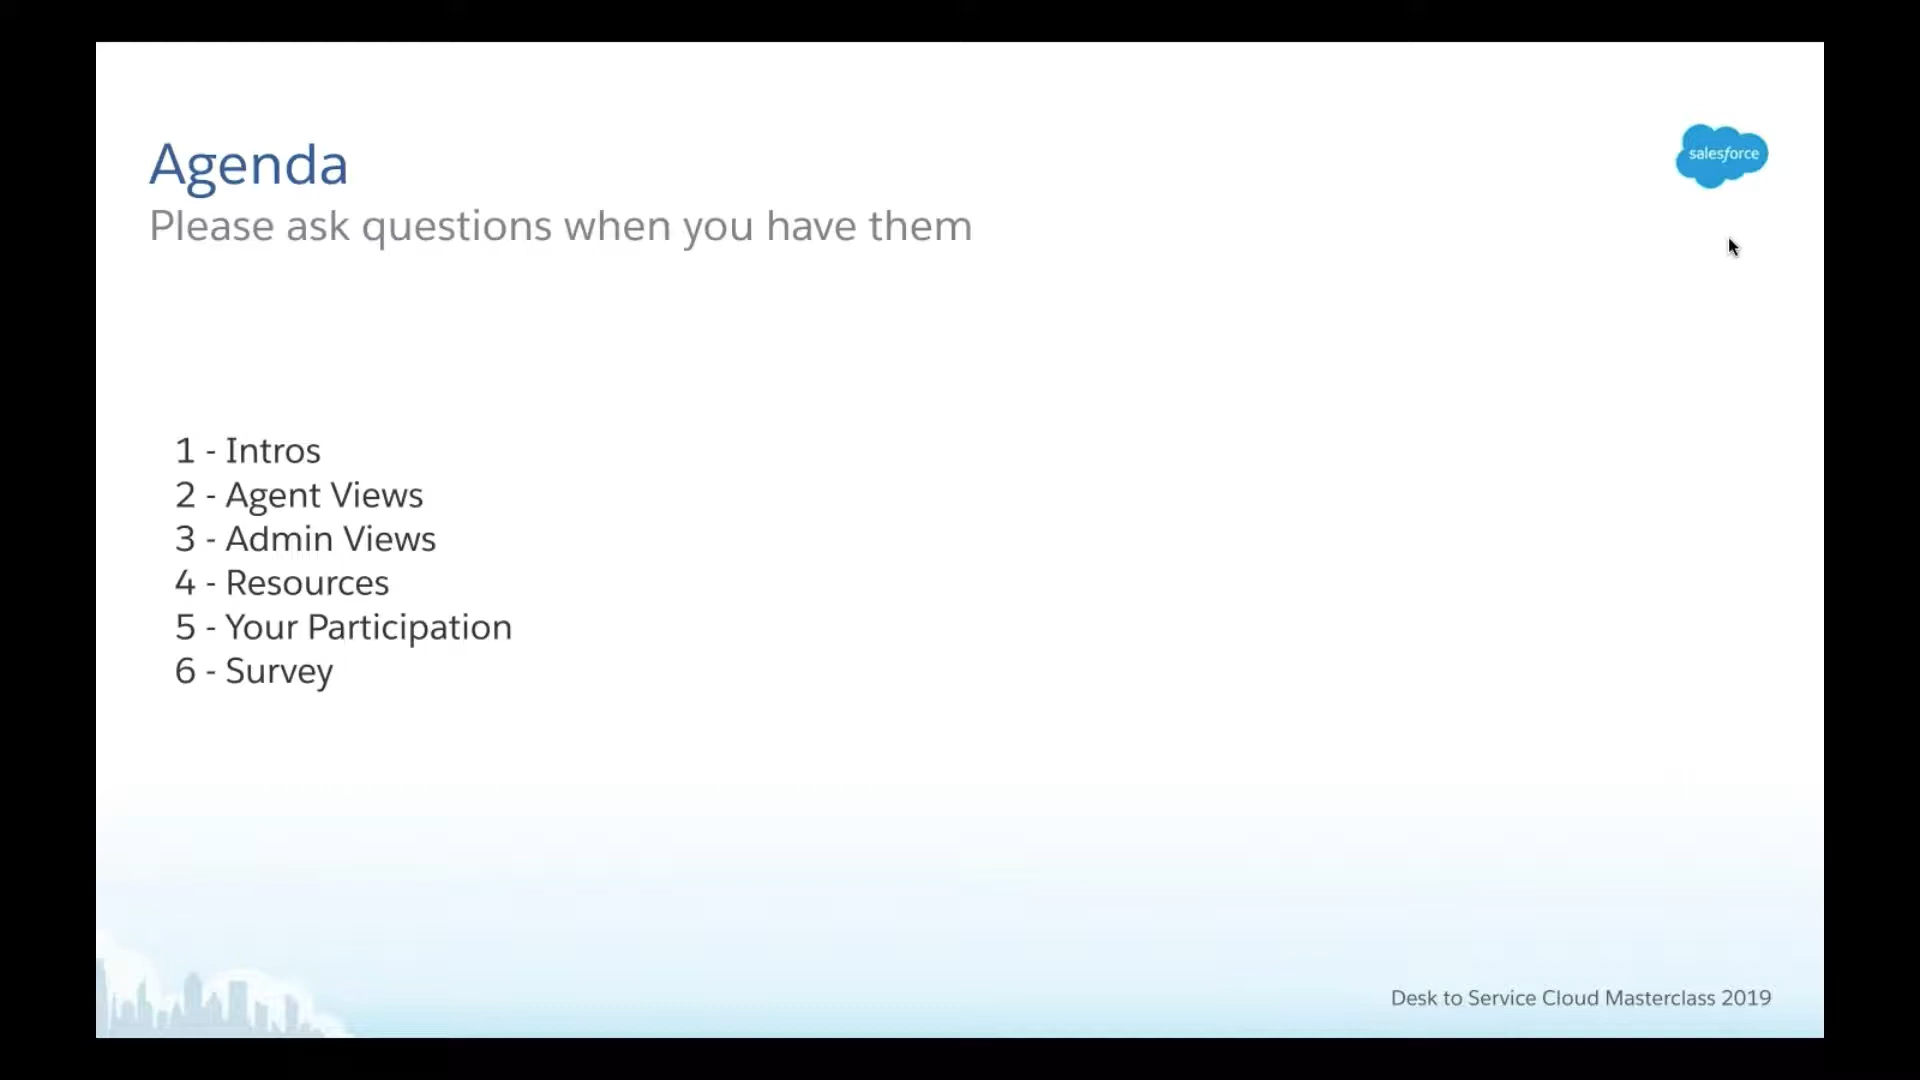 Agenda
salesforce
Please ask questions when you have them
1 - Intros
2 - Agent Views
3 - Admin Views
4 - Resources
5 - Your Participation
6 - Survey
Desk to Service Cloud Masterclass 2019